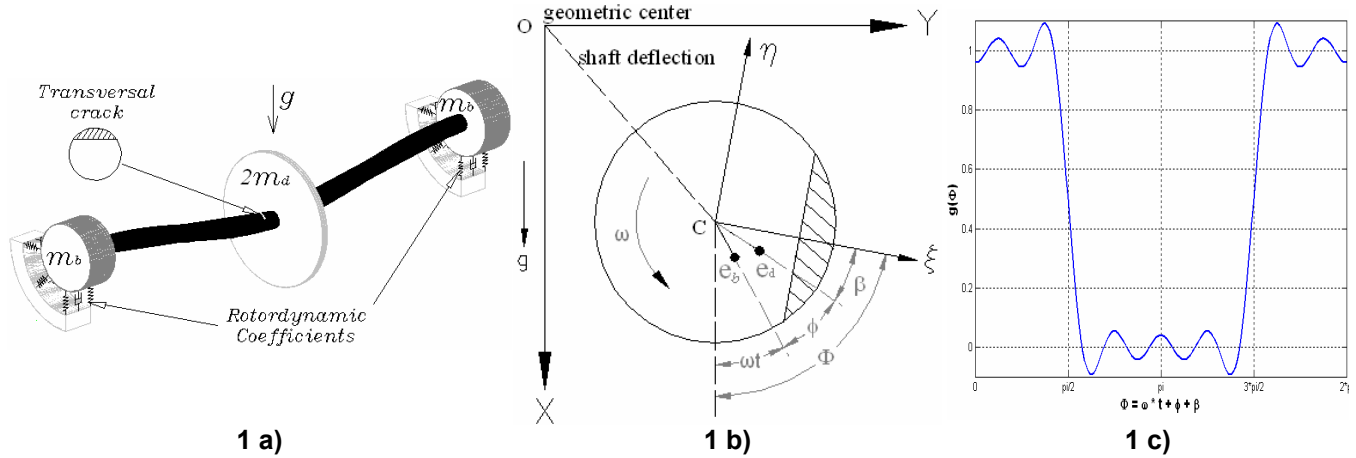 Transversal
crack
g
m_b
2m_d
m_b
Rotordynamic
Coefficients
1 a)
O
geometric center
Y
shaft deflection
η
g
ω
C
e_b
e_d
ξ
β
ϕ
ωt
Φ
X
1 b)
g(Φ)
1
0.8
0.6
0.4
0.2
0
0
pi/2
pi
3*pi/2
2*p
Φ = ω * t + ϕ + β
1 c)